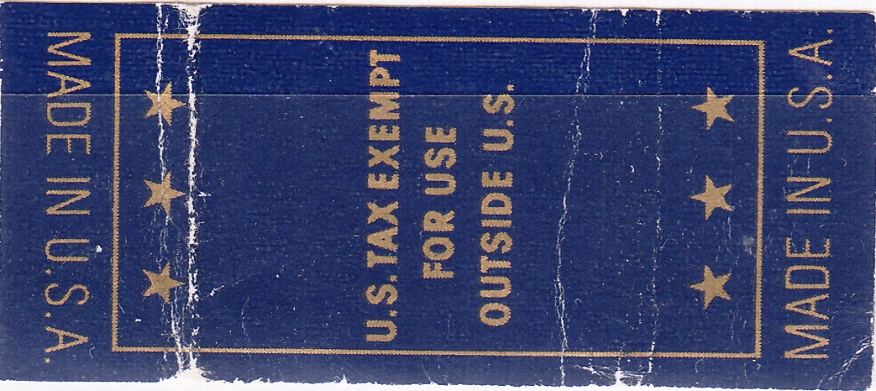 MADE IN U.S.A.
U.S. TAX EXEMPT
FOR USE
OUTSIDE U.S.
MADE IN U.S.A.